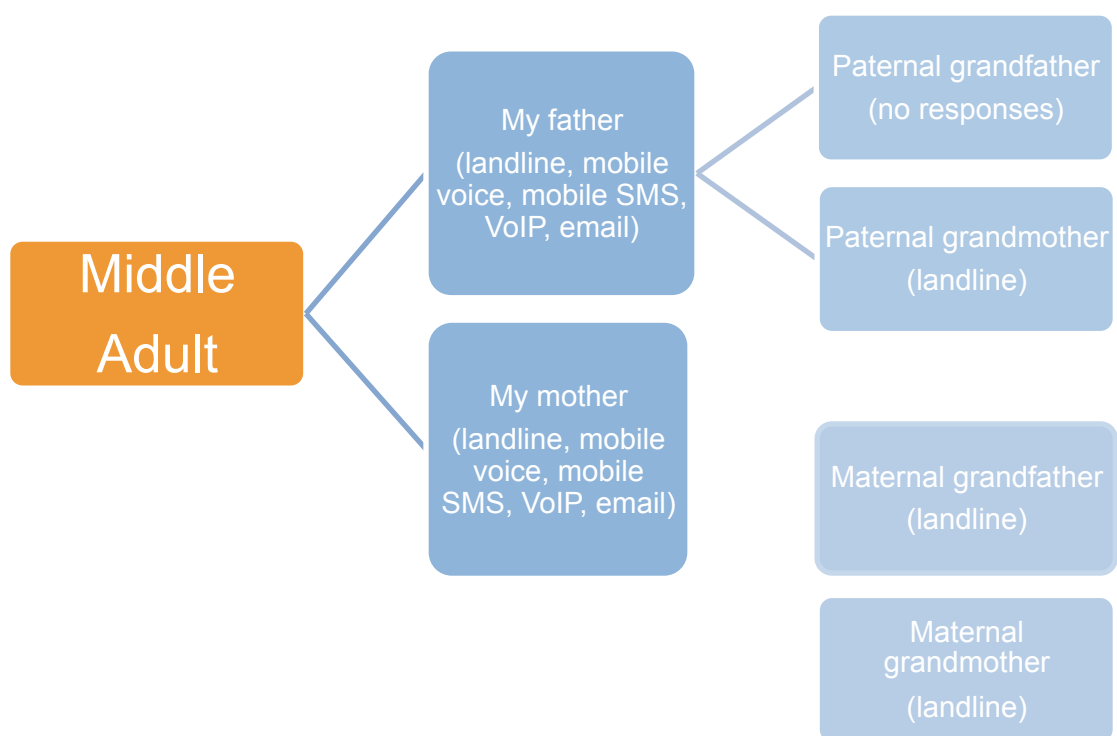 Middle
Adult
My father
(landline, mobile
voice, mobile SMS,
VoIP, email)
My mother
(landline, mobile
voice, mobile
SMS, VoIP, email)
Paternal grandfather
(no responses)
Paternal grandmother
(landline)
Maternal grandfather
(landline)
Maternal
grandmother
(landline)